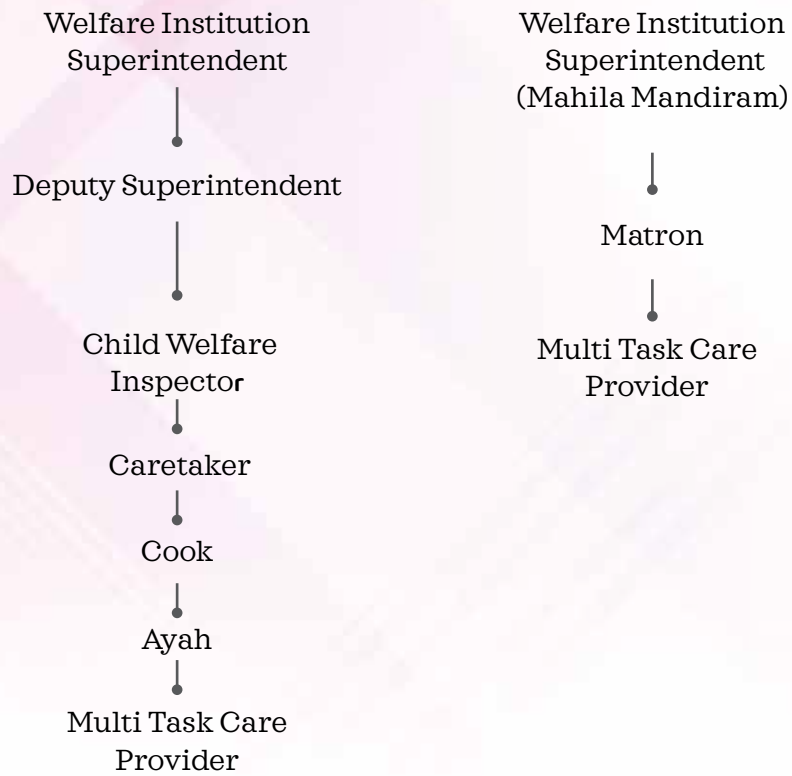 Welfare Institution
Superintendent
Deputy Superintendent
Child Welfare
Inspector
Caretaker
Cook
Ayah
Multi Task Care
Provider
Welfare Institution
Superintendent
(Mahila Mandiram)
Matron
Multi Task Care
Provider